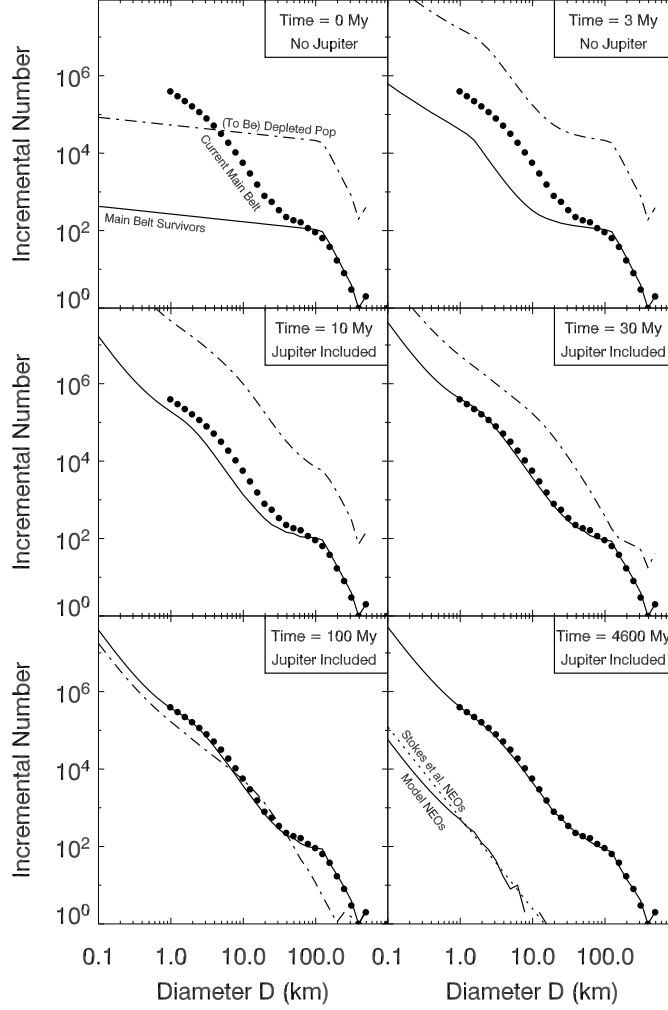 Time = 0 My
No Jupiter
Time = 3 My
No Jupiter
Incremental Number
10^6
10^4
10^2
10^0
(To Be) Depleted Pop
Current Main Belt
Main Belt Survivors
Time = 10 My
Jupiter Included
Time = 30 My
Jupiter Included
Incremental Number
10^6
10^4
10^2
10^0
Time = 100 My
Jupiter Included
Time = 4600 My
Jupiter Included
Incremental Number
10^6
10^4
10^2
10^0
Stokes et al. NEOs
Model NEOs
0.1 1.0 10.0 100.0 0.1 1.0 10.0 100.0
Diameter D (km) Diameter D (km)